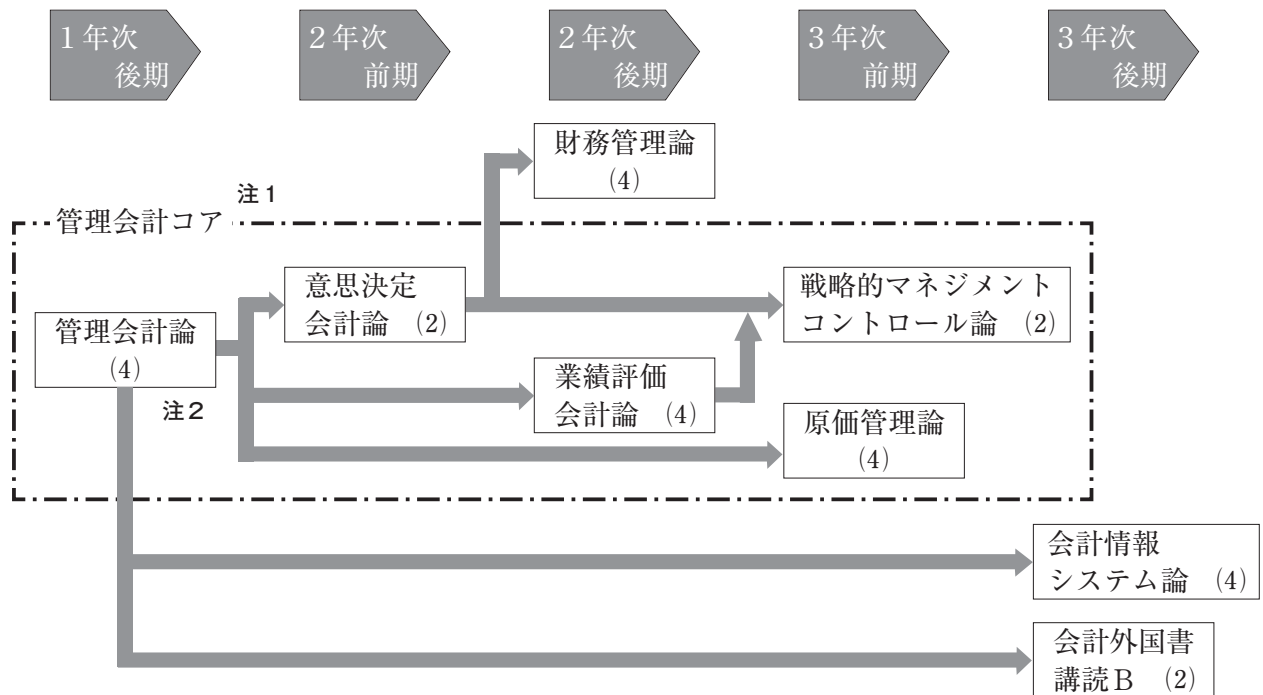 １年次
後期
２年次
前期
２年次
後期
３年次
前期
３年次
後期
財務管理論
(4)
注１
管理会計コア
意思決定
会計論 (2)
戦略的マネジメント
コントロール論 (2)
管理会計論
(4)
注２
業績評価
会計論 (4)
原価管理論
(4)
会計情報
システム論 (4)
会計外国書
講読Ｂ (2)